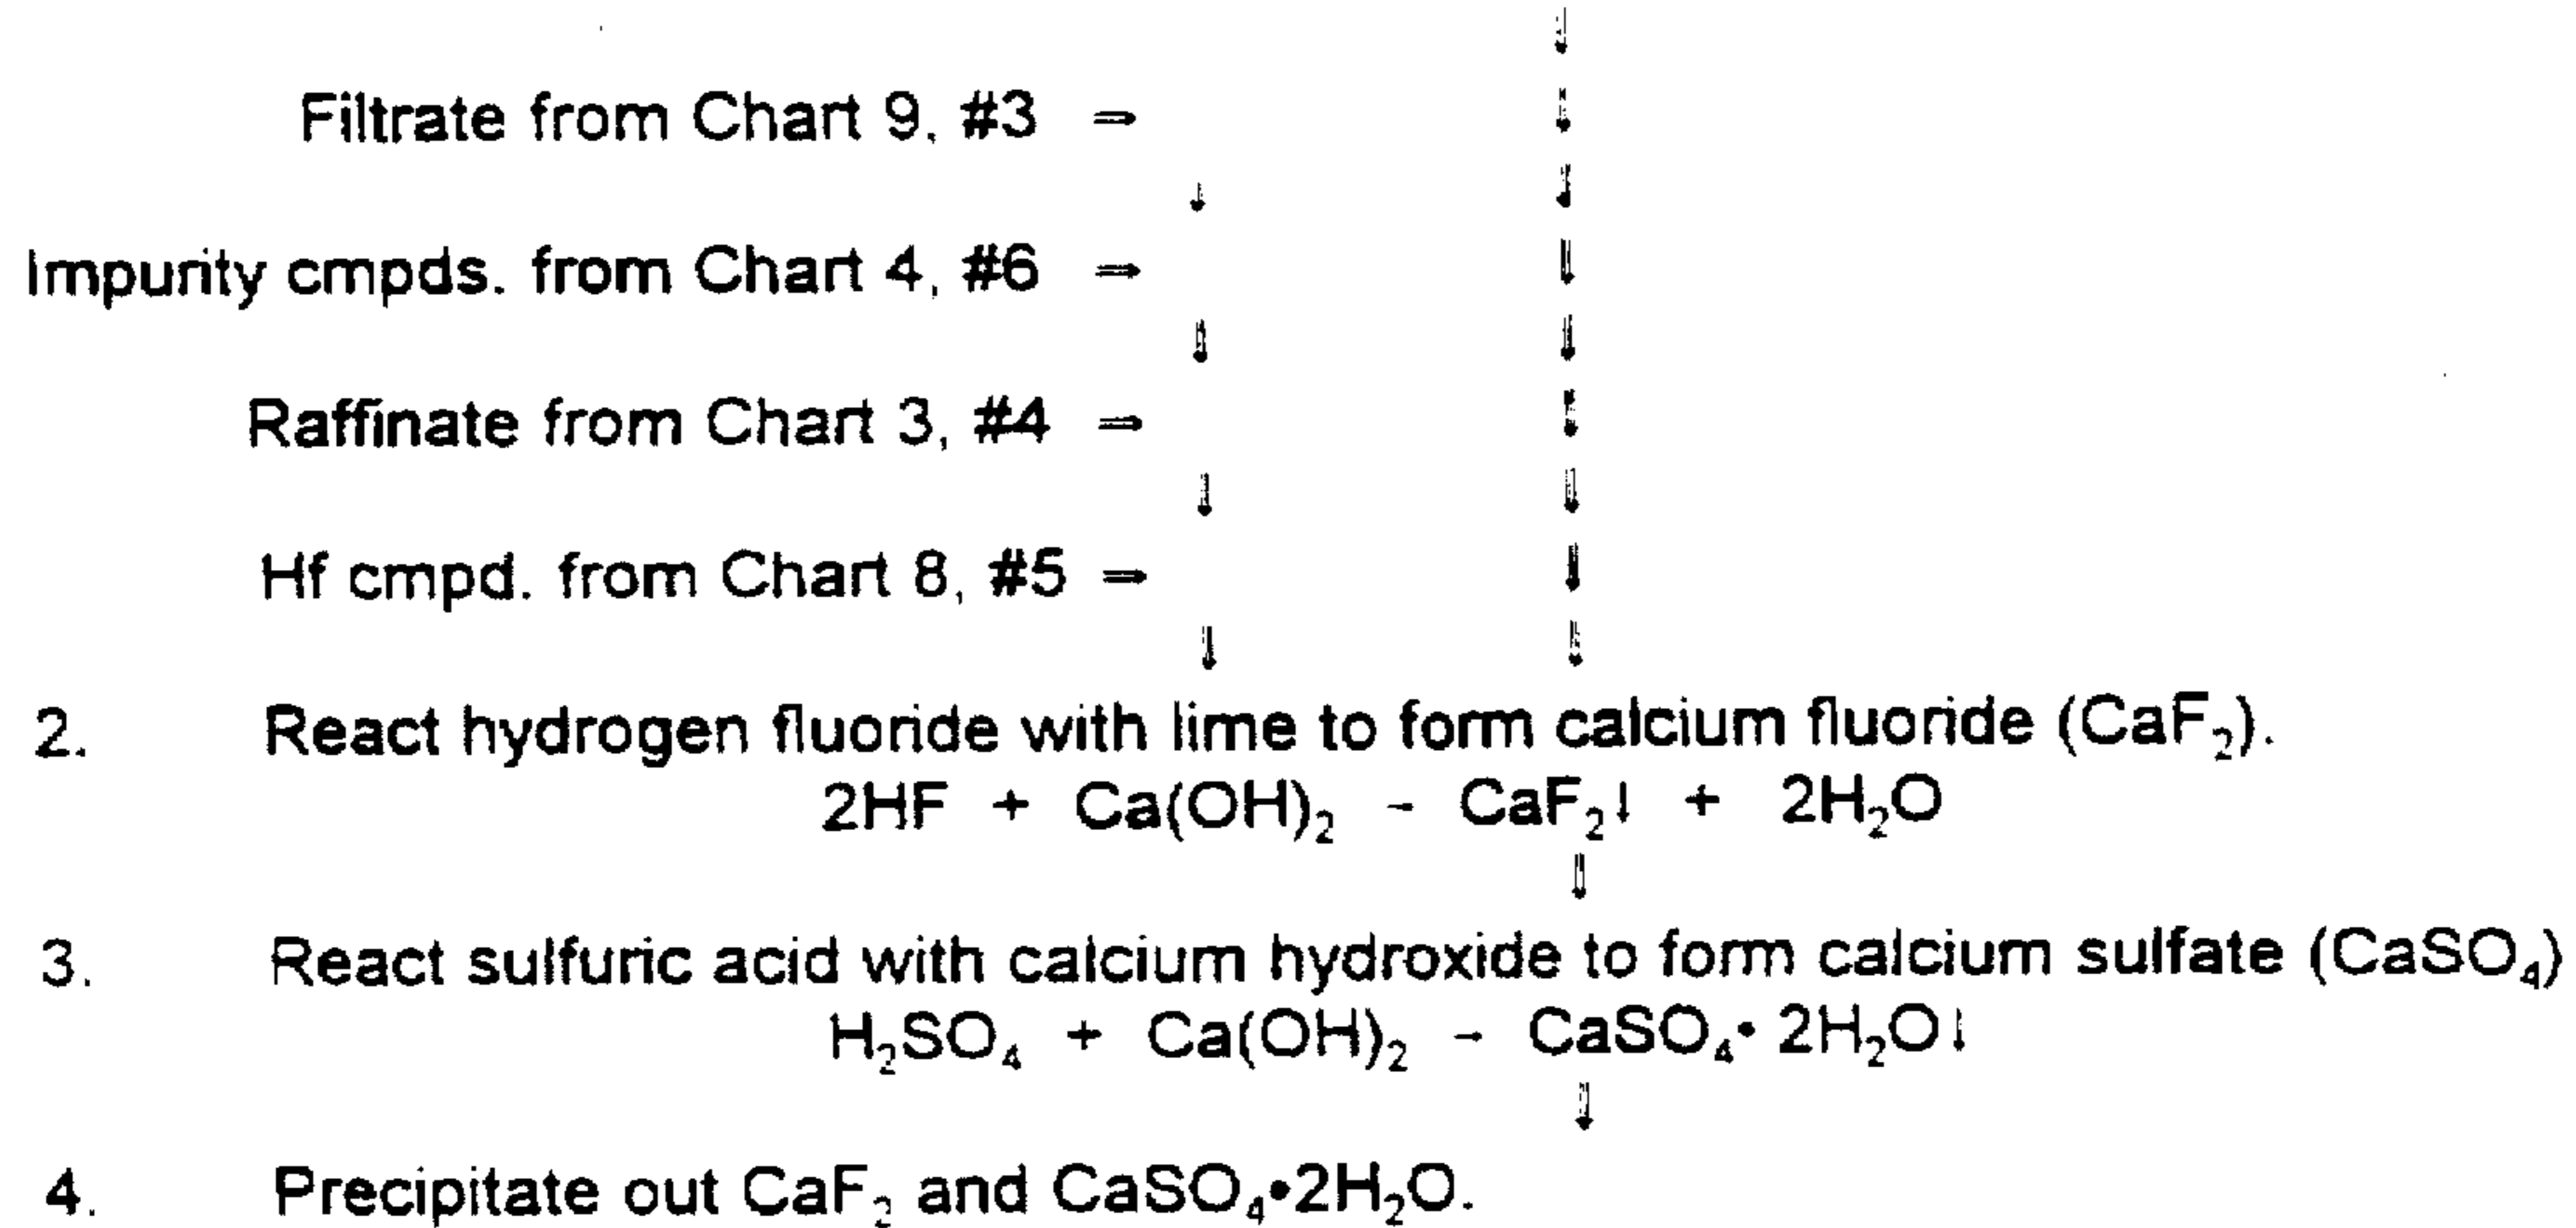 Filtrate from Chart 9, #3 ⇒
Impurity cmpds. from Chart 4, #6 ⇒
Raffinate from Chart 3, #4 ⇒
Hf cmpd. from Chart 8, #5 ⇒
2. React hydrogen fluoride with lime to form calcium fluoride (CaF₂).
2HF + Ca(OH)₂ → CaF₂↓ + 2H₂O
3. React sulfuric acid with calcium hydroxide to form calcium sulfate (CaSO₄)
H₂SO₄ + Ca(OH)₂ → CaSO₄• 2H₂O↓
4. Precipitate out CaF₂ and CaSO₄•2H₂O.